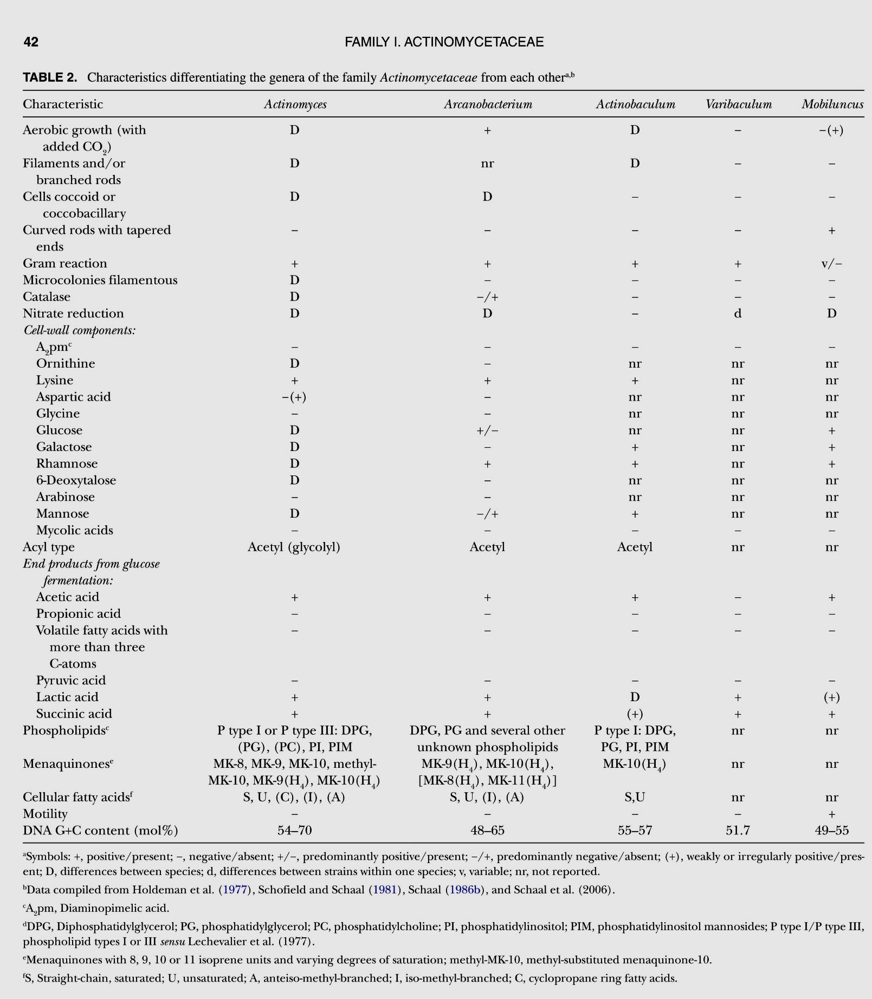 42 FAMILY I. ACTINOMYCETACEAE
TABLE 2. Characteristics differentiating the genera of the family Actinomycetaceae from each otherᵃ,ᵇ
Characteristic Actinomyces Arcanobacterium Actinobaculum Varibaculum Mobiluncus
Aerobic growth (with D + D – –(+)
added CO₂)
Filaments and/or D nr D – –
branched rods
Cells coccoid or D D – – –
coccobacillary
Curved rods with tapered – – – – +
ends
Gram reaction + + + + v/–
Microcolonies filamentous D – – – –
Catalase D –/+ – – –
Nitrate reduction D D – d D
Cell-wall components:
A₂pmᶜ – – – – –
Ornithine D – nr nr nr
Lysine + + + nr nr
Aspartic acid –(+) – nr nr nr
Glycine – – nr nr nr
Glucose D +/– nr nr +
Galactose D – + nr +
Rhamnose D + + nr +
6-Deoxytalose D – nr nr nr
Arabinose – – nr nr nr
Mannose D –/+ + nr nr
Mycolic acids – – – – –
Acyl type Acetyl (glycolyl) Acetyl Acetyl nr nr
End products from glucose
fermentation:
Acetic acid + + + – +
Propionic acid – – – – –
Volatile fatty acids with – – – – –
more than three
C-atoms
Pyruvic acid – – – – –
Lactic acid + + D + (+)
Succinic acid + + (+) + +
Phospholipidsᶜ P type I or P type III: DPG, DPG, PG and several other P type I: DPG, nr nr
(PG), (PC), PI, PIM unknown phospholipids PG, PI, PIM
Menaquinonesᵉ MK-8, MK-9, MK-10, methyl- MK-9(H₄), MK-10(H₄), MK-10(H₄) nr nr
MK-10, MK-9(H₄), MK-10(H₄) [MK-8(H₄), MK-11(H₄)]
Cellular fatty acidsᶠ S, U, (C), (I), (A) S, U, (I), (A) S,U nr nr
Motility – – – – +
DNA G+C content (mol%) 54–70 48–65 55–57 51.7 49–55
ᵃSymbols: +, positive/present; –, negative/absent; +/–, predominantly positive/present; –/+, predominantly negative/absent; (+), weakly or irregularly positive/pres-
ent; D, differences between species; d, differences between strains within one species; v, variable; nr, not reported.
ᵇData compiled from Holdeman et al. (1977), Schofield and Schaal (1981), Schaal (1986b), and Schaal et al. (2006).
ᶜA₂pm, Diaminopimelic acid.
ᵈDPG, Diphosphatidylglycerol; PG, phosphatidylglycerol; PC, phosphatidylcholine; PI, phosphatidylinositol; PIM, phosphatidylinositol mannosides; P type I/P type III,
phospholipid types I or III sensu Lechevalier et al. (1977).
ᵉMenaquinones with 8, 9, 10 or 11 isoprene units and varying degrees of saturation; methyl-MK-10, methyl-substituted menaquinone-10.
ᶠS, Straight-chain, saturated; U, unsaturated; A, anteiso-methyl-branched; I, iso-methyl-branched; C, cyclopropane ring fatty acids.